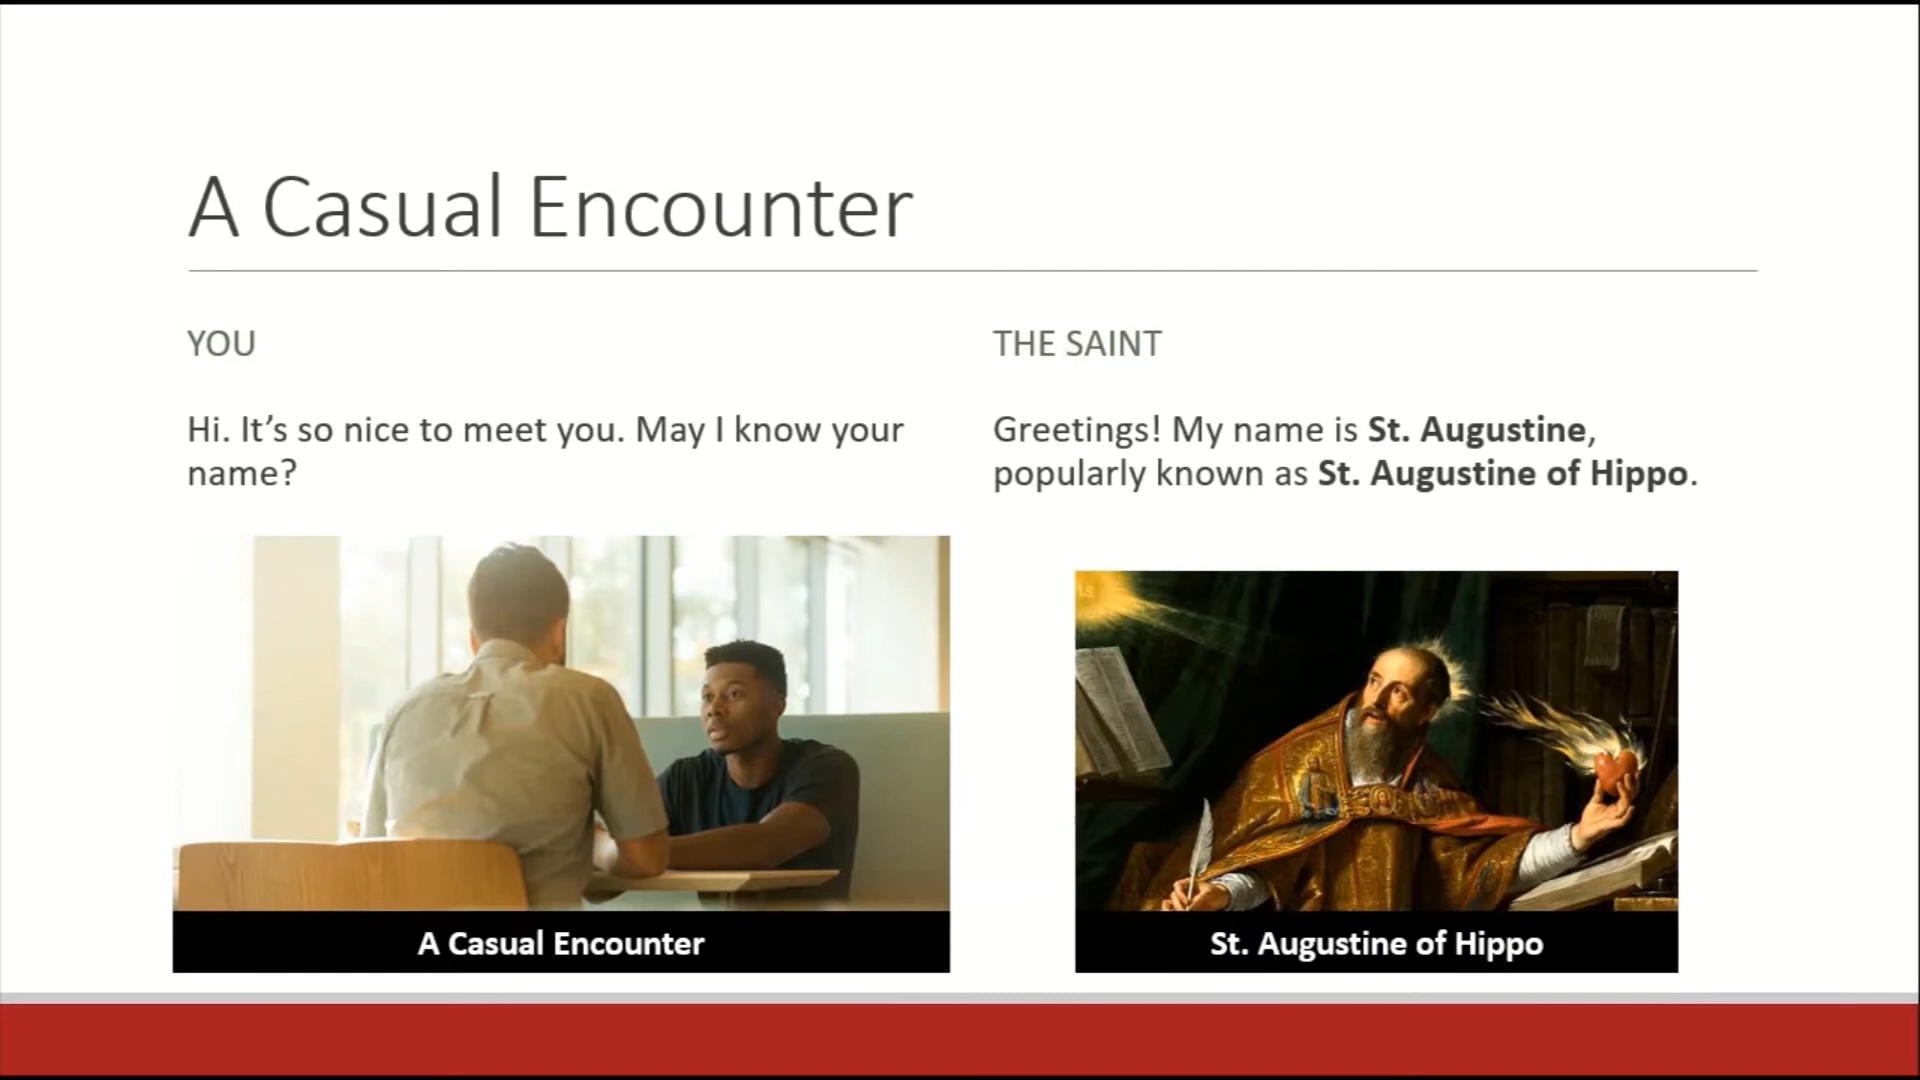 A Casual Encounter
YOU
Hi. It’s so nice to meet you. May I know your
name?
THE SAINT
Greetings! My name is St. Augustine,
popularly known as St. Augustine of Hippo.
A Casual Encounter
St. Augustine of Hippo